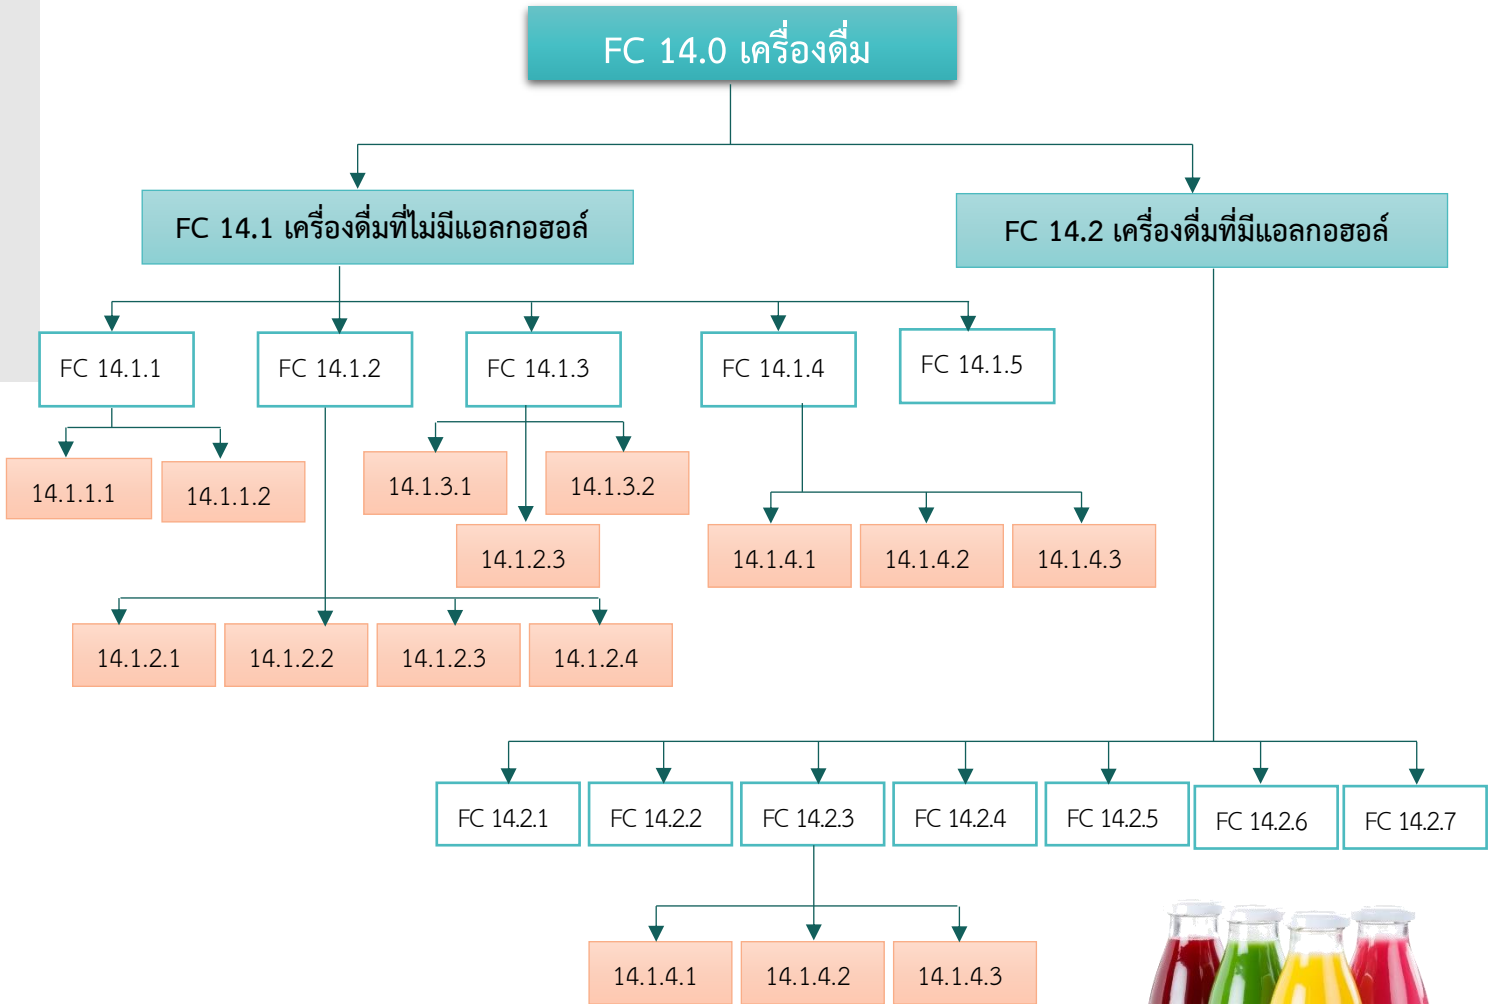 FC 14.0 เครื่องดื่ม
FC 14.1 เครื่องดื่มที่ไม่มีแอลกอฮอล์
FC 14.2 เครื่องดื่มที่มีแอลกอฮอล์
FC 14.1.1
FC 14.1.2
FC 14.1.3
FC 14.1.4
FC 14.1.5
14.1.1.1
14.1.1.2
14.1.3.1
14.1.3.2
14.1.2.3
14.1.4.1
14.1.4.2
14.1.4.3
14.1.2.1
14.1.2.2
14.1.2.3
14.1.2.4
FC 14.2.1
FC 14.2.2
FC 14.2.3
FC 14.2.4
FC 14.2.5
FC 14.2.6
FC 14.2.7
14.1.4.1
14.1.4.2
14.1.4.3